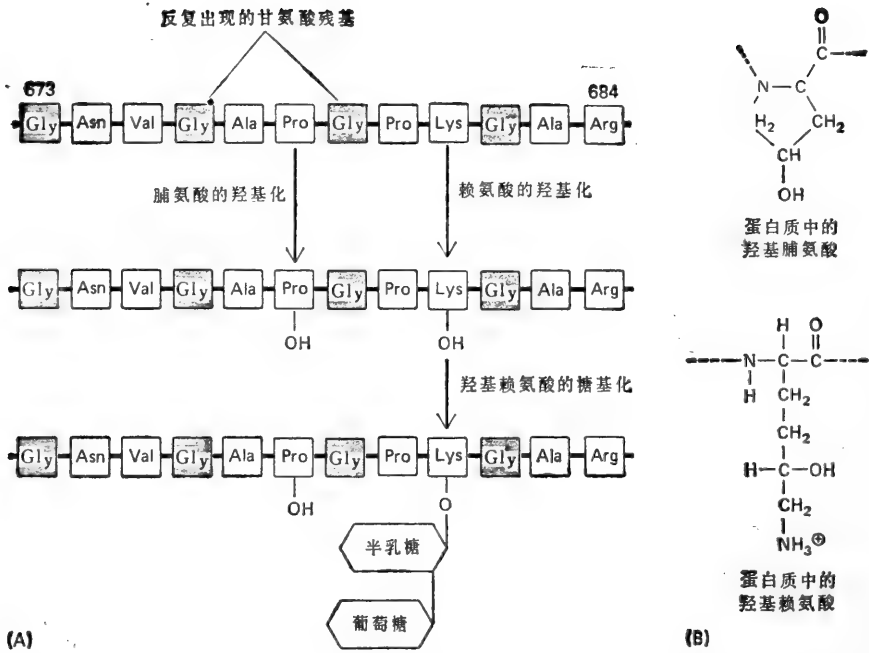 反复出现的甘氨酸残基
673 684
Gly Asn Val Gly Ala Pro Gly Pro Lys Gly Ala Arg
脯氨酸的羟基化 赖氨酸的羟基化
Gly Asn Val Gly Ala Pro Gly Pro Lys Gly Ala Arg
OH OH
羟基赖氨酸的糖基化
Gly Asn Val Gly Ala Pro Gly Pro Lys Gly Ala Arg
OH O
半乳糖
葡萄糖
(A)
O
C
N
H2 CH2
CH
OH
蛋白质中的
羟基脯氨酸
H O
N C C
H CH2
CH2
H C OH
CH2
NH3⊕
蛋白质中的
羟基赖氨酸
(B)